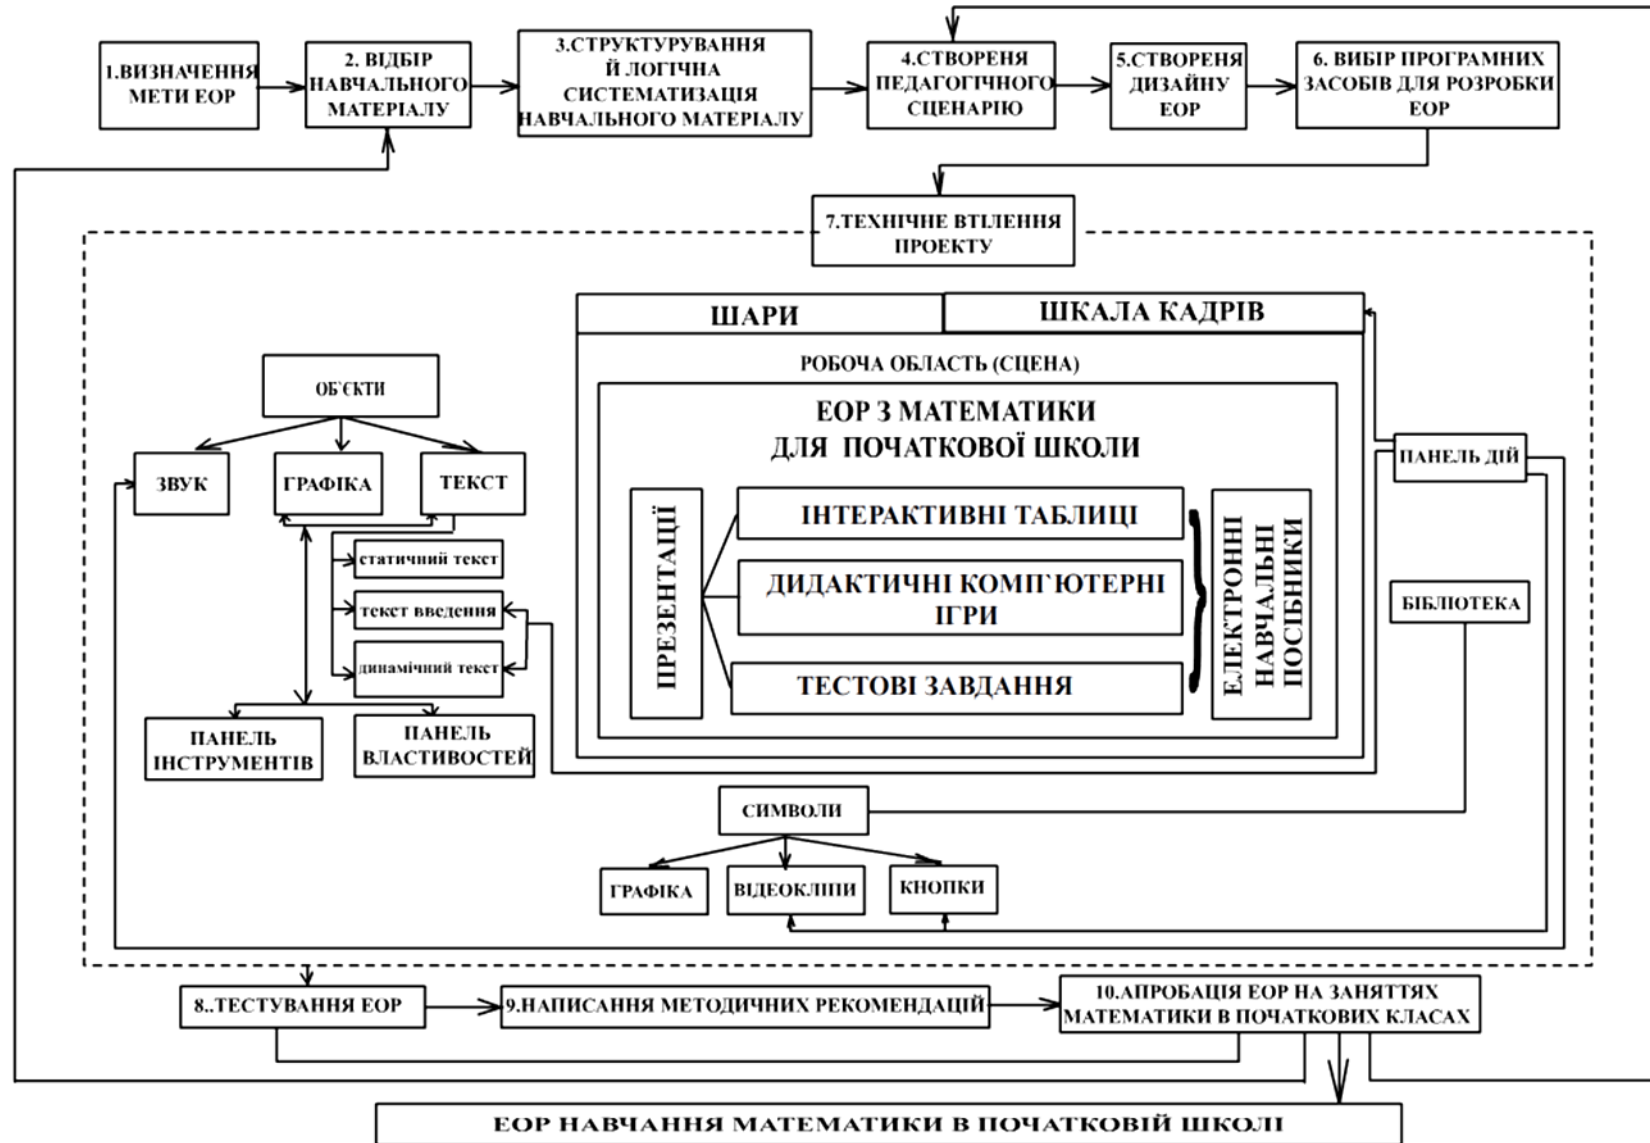 1.ВИЗНАЧЕННЯ
МЕТИ ЕОР
2. ВІДБІР
НАВЧАЛЬНОГО
МАТЕРІАЛУ
3.СТРУКТУРУВАННЯ
Й ЛОГІЧНА
СИСТЕМАТИЗАЦІЯ
НАВЧАЛЬНОГО МАТЕРІАЛУ
4.СТВОРЕНЯ
ПЕДАГОГІЧНОГО
СЦЕНАРІЮ
5.СТВОРЕНЯ
ДИЗАЙНУ
ЕОР
6. ВИБІР ПРОГРАМНИХ
ЗАСОБІВ ДЛЯ РОЗРОБКИ
ЕОР
7.ТЕХНІЧНЕ ВТІЛЕННЯ
ПРОЕКТУ
ШАРИ
ШКАЛА КАДРІВ
РОБОЧА ОБЛАСТЬ (СЦЕНА)
ЕОР З МАТЕМАТИКИ
ДЛЯ ПОЧАТКОВОЇ ШКОЛИ
ПРЕЗЕНТАЦІЇ
ІНТЕРАКТИВНІ ТАБЛИЦІ
ДИДАКТИЧНІ КОМП`ЮТЕРНІ
ІГРИ
ТЕСТОВІ ЗАВДАННЯ
ЕЛЕКТРОННІ
НАВЧАЛЬНІ
ПОСІБНИКИ
ОБ`ЄКТИ
ЗВУК
ГРАФІКА
ТЕКСТ
статичний текст
текст введення
динамічний текст
ПАНЕЛЬ
ІНСТРУМЕНТІВ
ПАНЕЛЬ
ВЛАСТИВОСТЕЙ
ПАНЕЛЬ ДІЙ
БІБЛІОТЕКА
СИМВОЛИ
ГРАФІКА
ВІДЕОКЛІПИ
КНОПКИ
8..ТЕСТУВАННЯ ЕОР
9.НАПИСАННЯ МЕТОДИЧНИХ РЕКОМЕНДАЦІЙ
10.АПРОБАЦІЯ ЕОР НА ЗАНЯТТЯХ
МАТЕМАТИКИ В ПОЧАТКОВИХ КЛАСАХ
ЕОР НАВЧАННЯ МАТЕМАТИКИ В ПОЧАТКОВІЙ ШКОЛІ